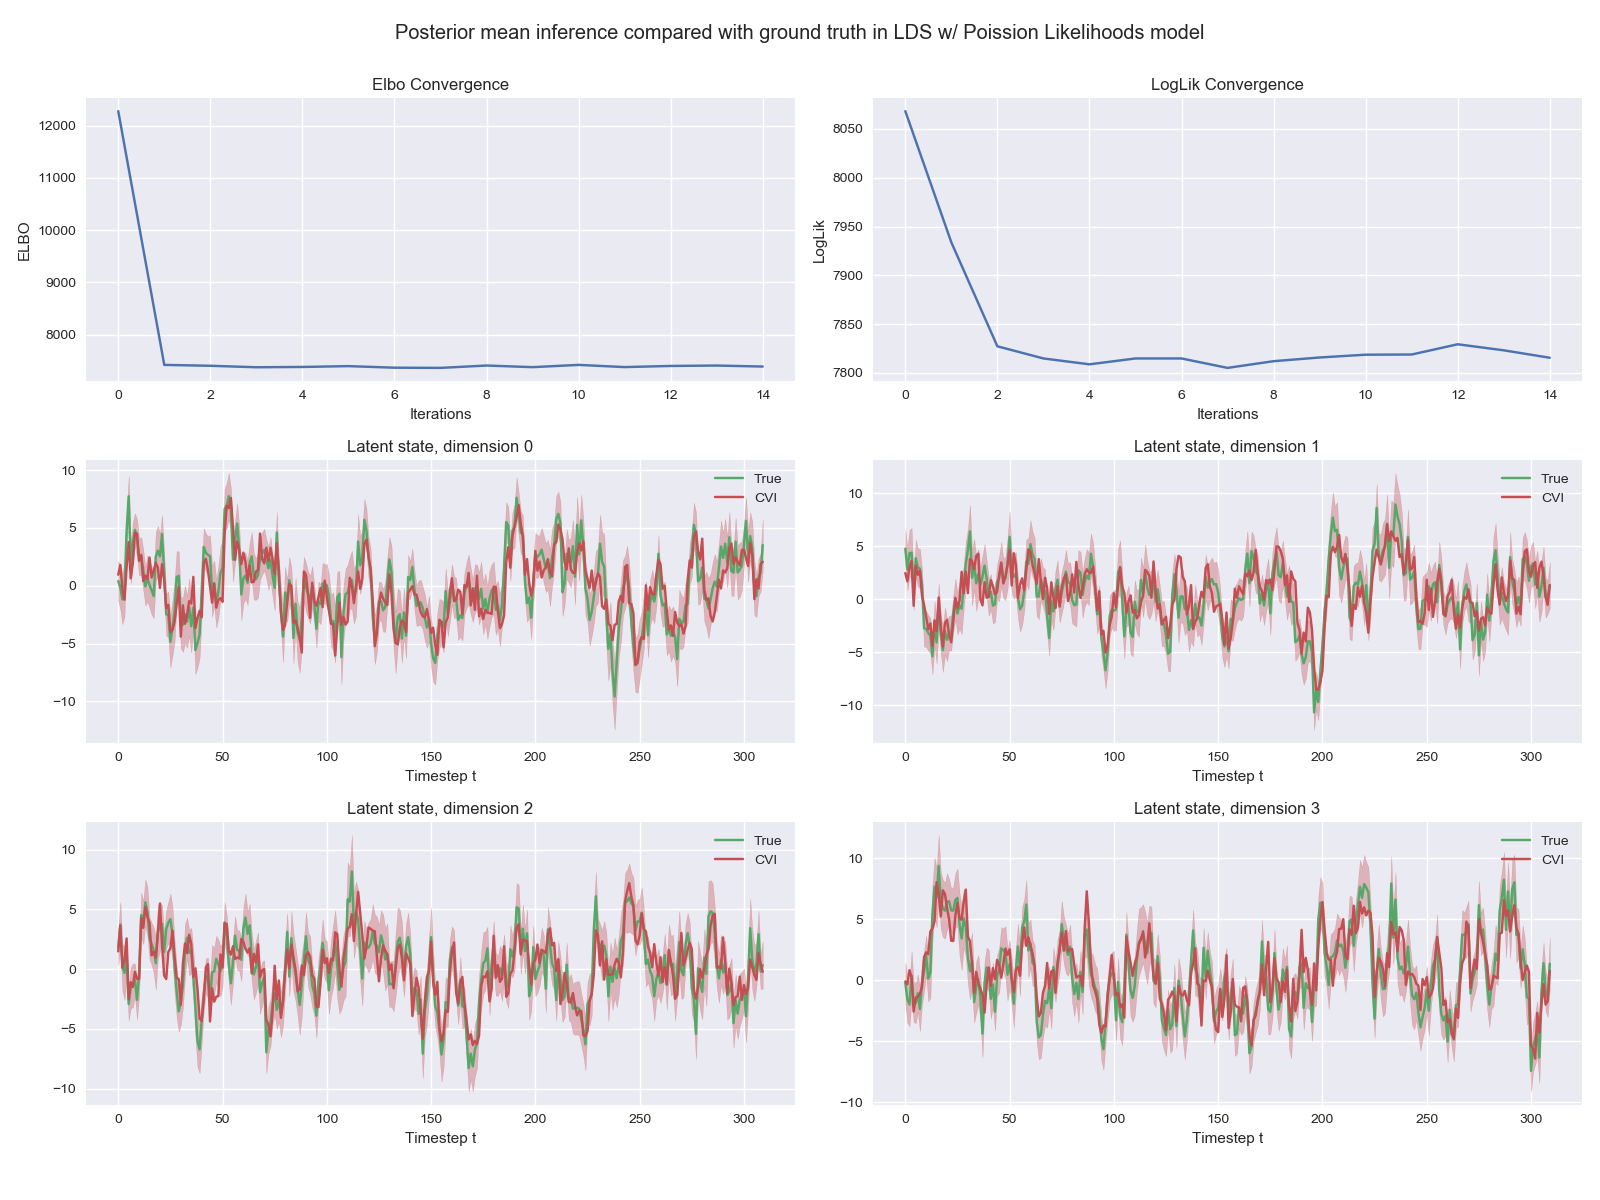 Posterior mean inference compared with ground truth in LDS w/ Poission Likelihoods model
Elbo Convergence
ELBO
12000
11000
10000
9000
8000
0 2 4 6 8 10 12 14
Iterations
LogLik Convergence
LogLik
8050
8000
7950
7900
7850
7800
0 2 4 6 8 10 12 14
Iterations
Latent state, dimension 0
True
CVI
10
5
0
−5
−10
0 50 100 150 200 250 300
Timestep t
Latent state, dimension 1
True
CVI
10
5
0
−5
−10
0 50 100 150 200 250 300
Timestep t
Latent state, dimension 2
True
CVI
10
5
0
−5
−10
0 50 100 150 200 250 300
Timestep t
Latent state, dimension 3
True
CVI
10
5
0
−5
−10
0 50 100 150 200 250 300
Timestep t